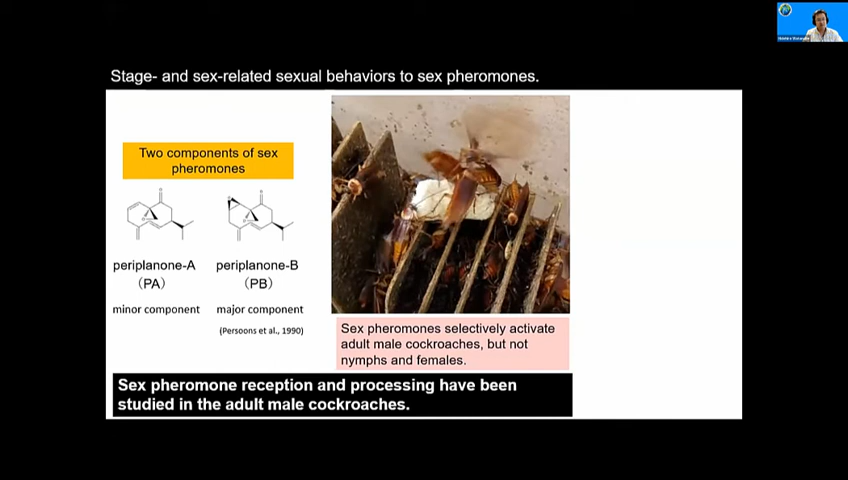 Stage- and sex-related sexual behaviors to sex pheromones.
Two components of sex
pheromones
periplanone-A
(PA)
minor component
periplanone-B
(PB)
major component
(Persoons et al., 1990)
Sex pheromones selectively activate
adult male cockroaches, but not
nymphs and females.
Sex pheromone reception and processing have been
studied in the adult male cockroaches.